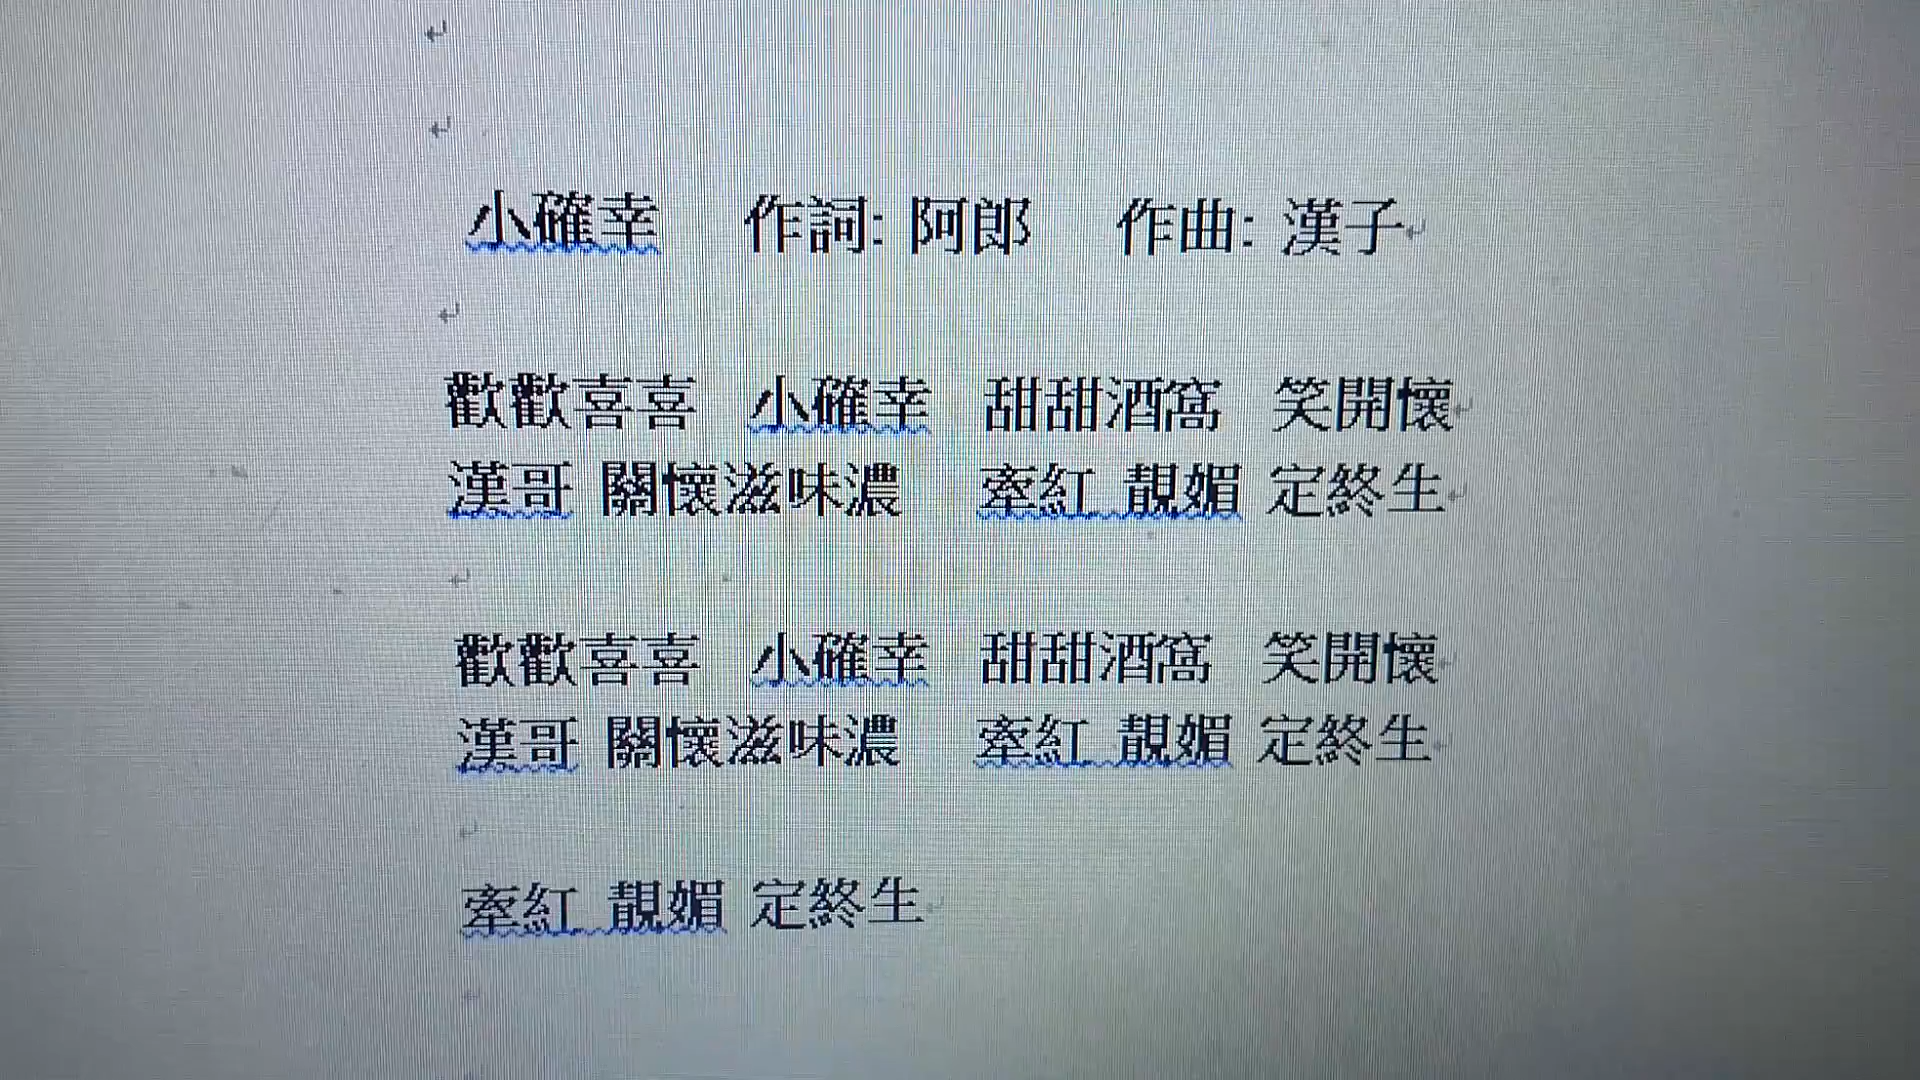 小確幸 作詞: 阿郎 作曲: 漢子
歡歡喜喜 小確幸 甜甜酒窩 笑開懷
漢哥 關懷滋味濃 牽紅 靚媚 定終生
歡歡喜喜 小確幸 甜甜酒窩 笑開懷
漢哥 關懷滋味濃 牽紅 靚媚 定終生
牽紅 靚媚 定終生